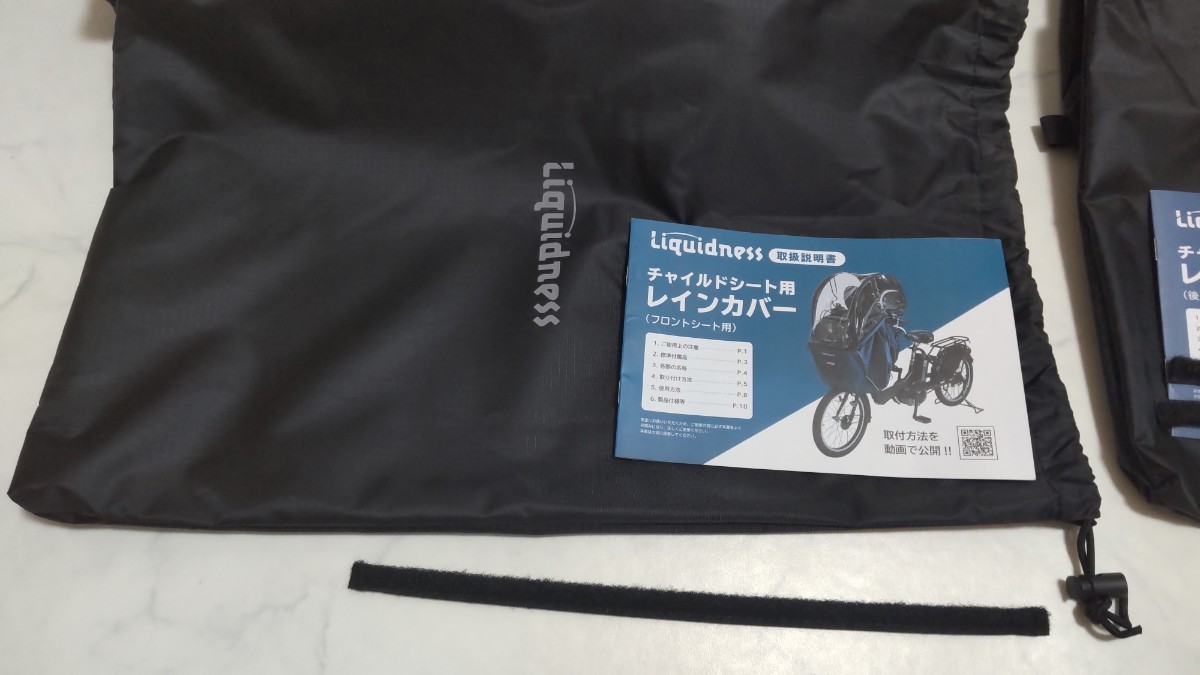 Liquidness
Liquidness 取扱説明書
チャイルドシート用
レインカバー
(フロントシート用)
1. ご使用上の注意 P.1
2. 標準付属品 P.3
3. 各部の名称 P.4
4. 取り付け方法 P.5
5. 使用方法 P.8
6. 製品仕様等 P.10
取付方法を
動画で公開!!
Li
チ
レ
(後